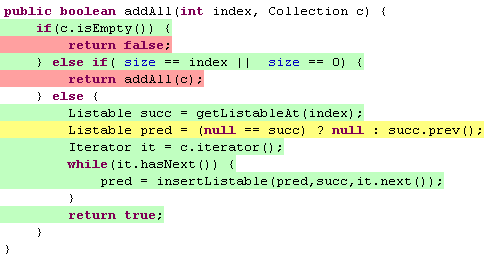 public boolean addAll(int index, Collection c) {
    if(c.isEmpty()) {
        return false;
    } else if( size == index ||  size == 0) {
        return addAll(c);
    } else {
        Listable succ = getListableAt(index);
        Listable pred = (null == succ) ? null : succ.prev();
        Iterator it = c.iterator();
        while(it.hasNext()) {
            pred = insertListable(pred,succ,it.next());
        }
        return true;
    }
}